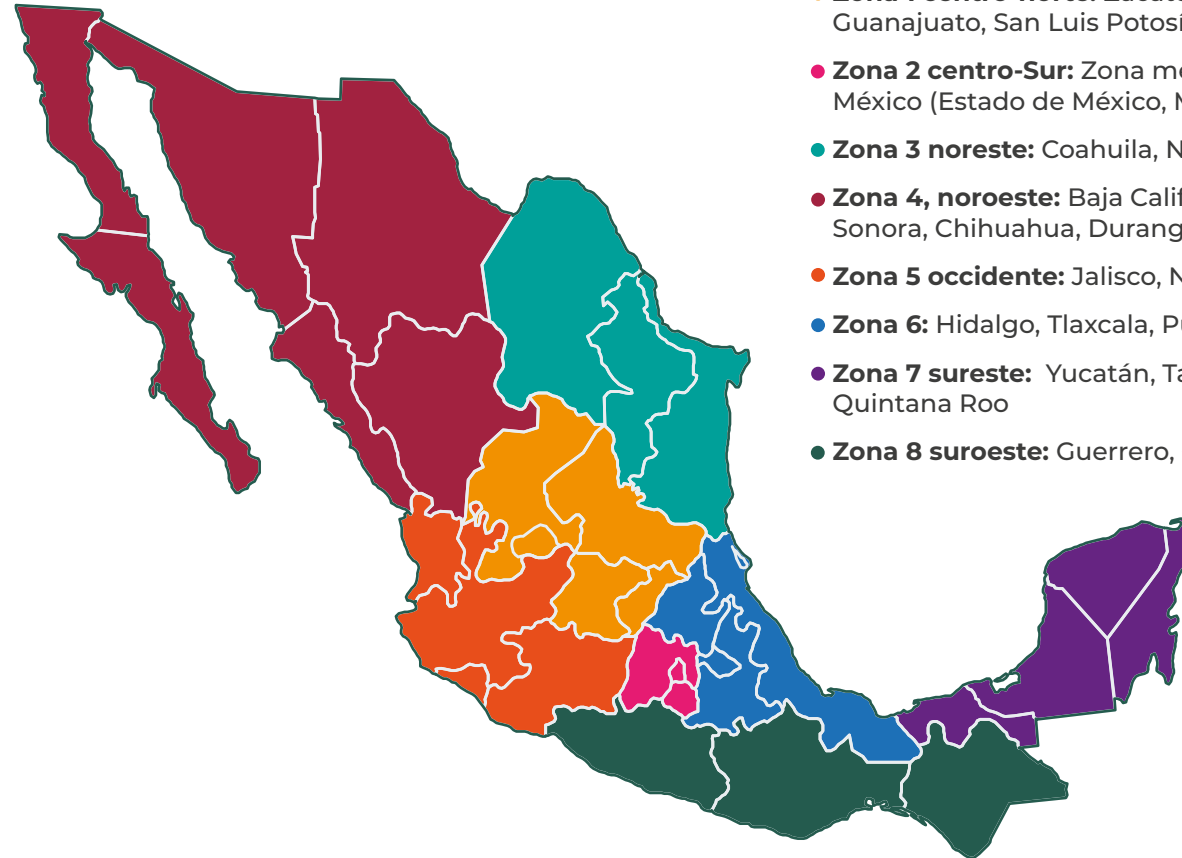 Guanajuato, San Luis Potosí
Zona 2 centro-Sur: Zona me
México (Estado de México, M
Zona 3 noreste: Coahuila, N
Zona 4, noroeste: Baja Calif
Sonora, Chihuahua, Durang
Zona 5 occidente: Jalisco, N
Zona 6: Hidalgo, Tlaxcala, Pu
Zona 7 sureste: Yucatán, Ta
Quintana Roo
Zona 8 suroeste: Guerrero,